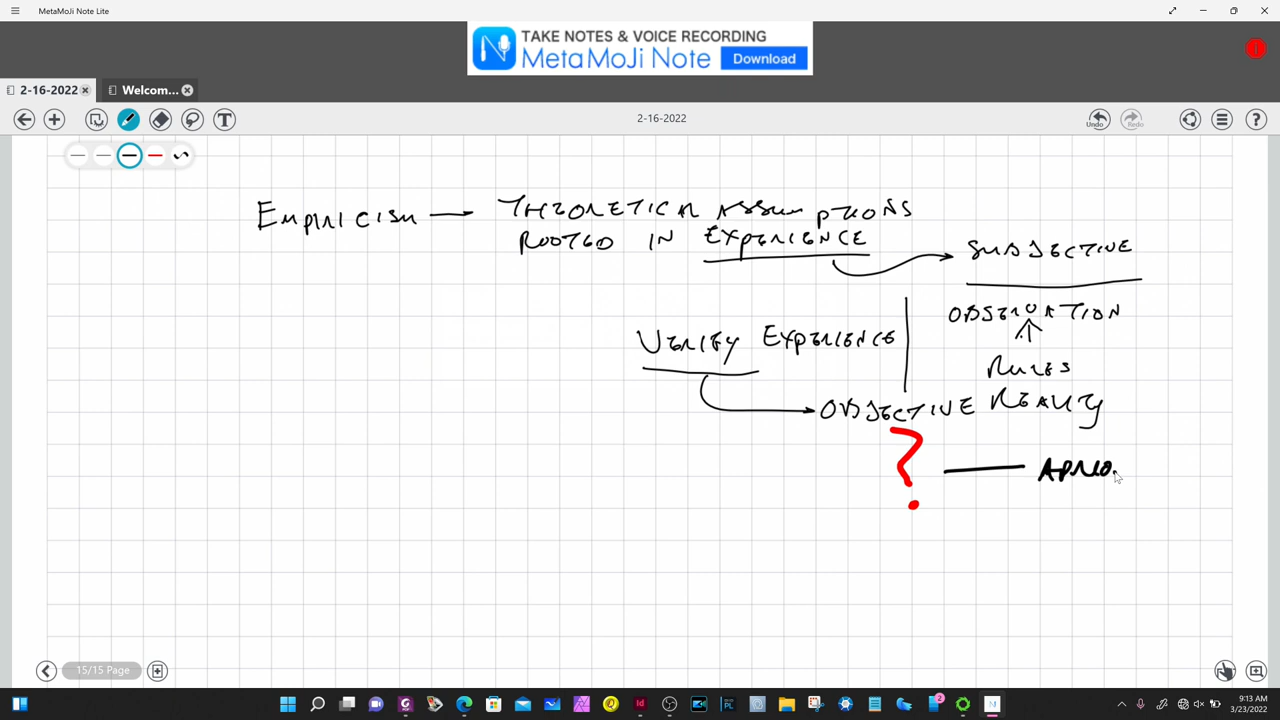 MetaMoJi Note Lite
TAKE NOTES & VOICE RECORDING
MetaMoJi Note
Download
2-16-2022
Welcom...
T
2-16-2022
Undo
Redo
?
EMPIRICISM → THEORETICAL ASSUMPTIONS
ROOTED IN EXPERIENCE
SUBJECTIVE
OBSERVATION
VERIFY EXPERIENCE
RULES
OBJECTIVE REALITY
?
— APRIO
15/15 Page
9:13 AM
3/23/2022